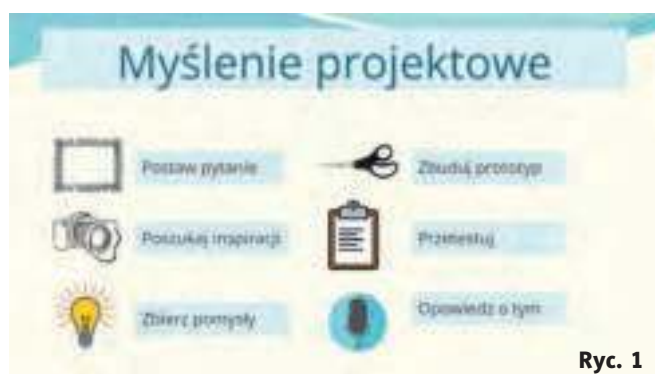 Myślenie projektowe
Postaw pytanie
Poszukaj inspiracji
Zbierz pomysły
Zbuduj prototyp
Przetestuj
Opowiedz o tym
Ryc. 1